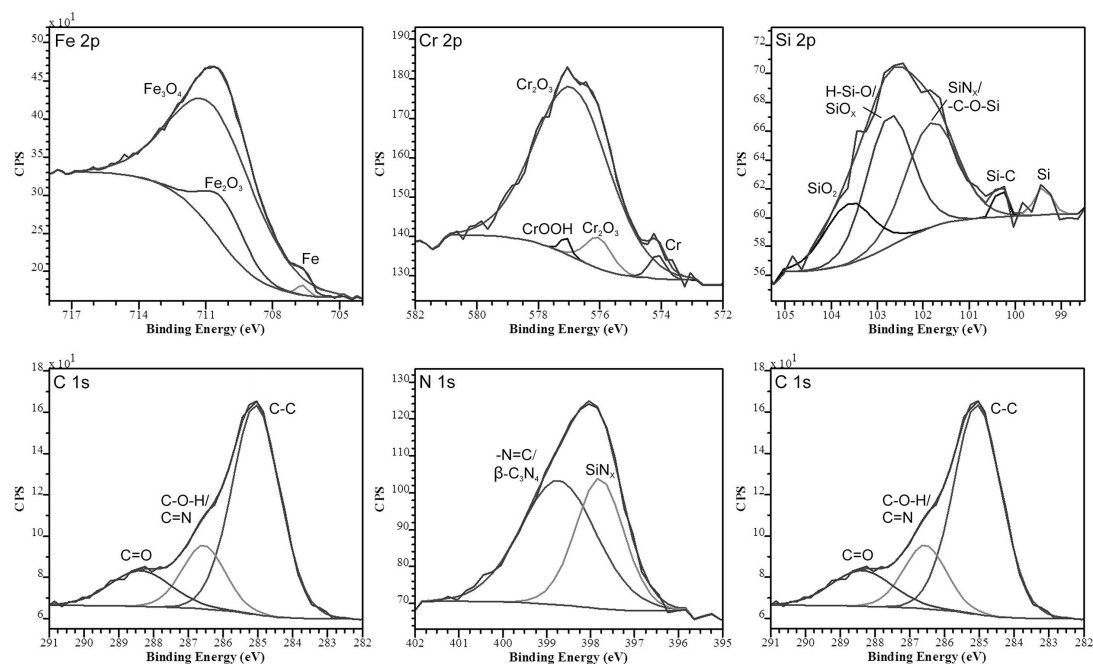 x 10¹
Fe 2p
Fe₃O₄
Fe₂O₃
Fe
CPS
50
45
40
35
30
25
20
717 714 711 708 705
Binding Energy (eV)
Cr 2p
Cr₂O₃
CrOOH
Cr₂O₃
Cr
CPS
190
180
170
160
150
140
130
582 580 578 576 574 572
Binding Energy (eV)
Si 2p
H-Si-O/
SiOₓ
SiNₓ/
-C-O-Si
SiO₂
Si-C
Si
CPS
72
68
64
60
56
105 104 103 102 101 100 99
Binding Energy (eV)
x 10¹
C 1s
C-C
C-O-H/
C=N
C=O
CPS
18
16
14
12
10
8
6
291 290 289 288 287 286 285 284 283 282
Binding Energy (eV)
N 1s
-N=C/
β-C₃N₄
SiNₓ
CPS
130
120
110
100
90
80
70
402 401 400 399 398 397 396 395
Binding Energy (eV)
x 10¹
C 1s
C-C
C-O-H/
C=N
C=O
CPS
18
16
14
12
10
8
6
291 290 289 288 287 286 285 284 283 282
Binding Energy (eV)